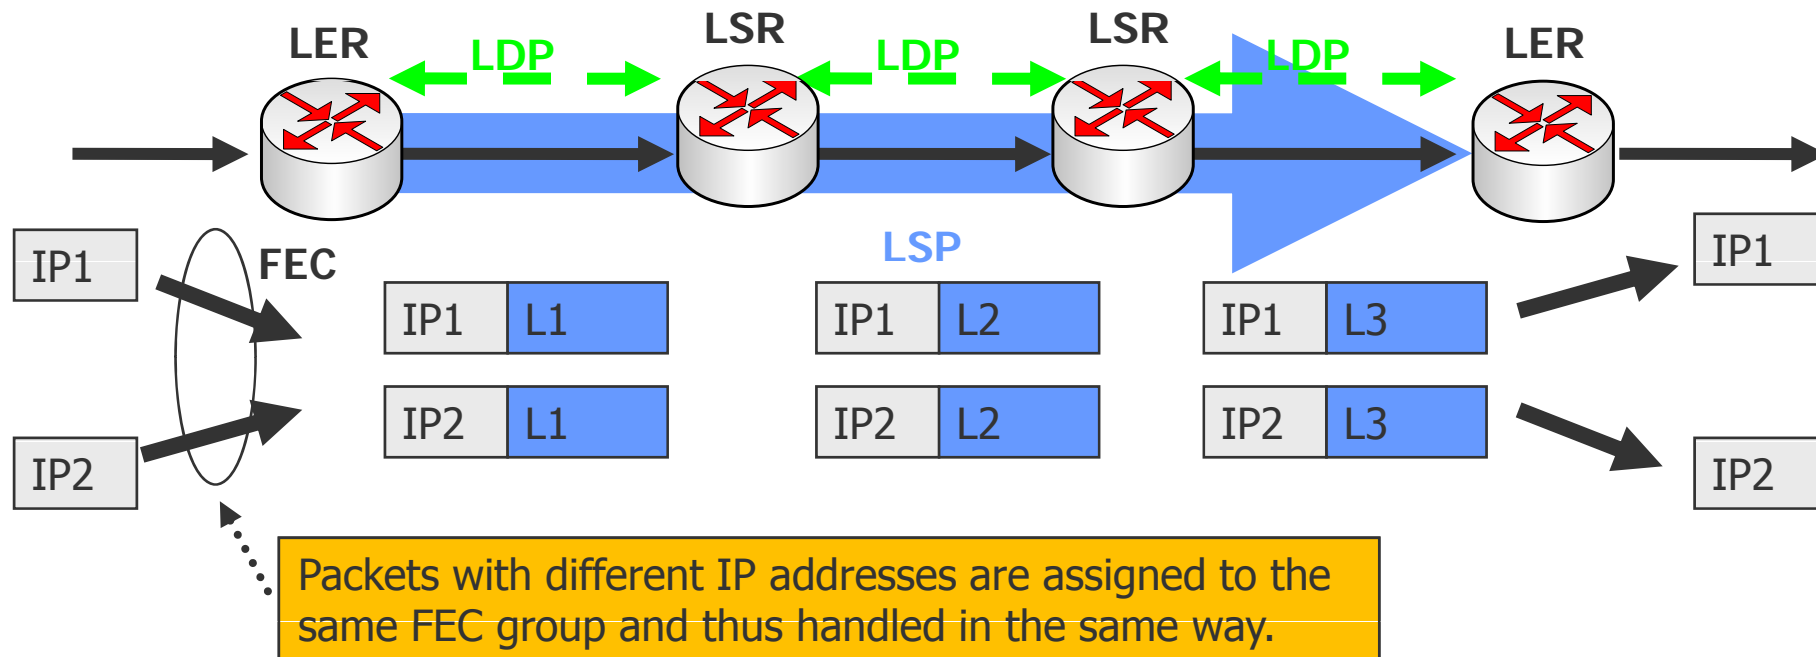 LER
LDP
LSR
LDP
LSR
LDP
LER
IP1
FEC
LSP
IP1
IP1 L1
IP1 L2
IP1 L3
IP2 L1
IP2 L2
IP2 L3
IP2
IP2
Packets with different IP addresses are assigned to the
same FEC group and thus handled in the same way.